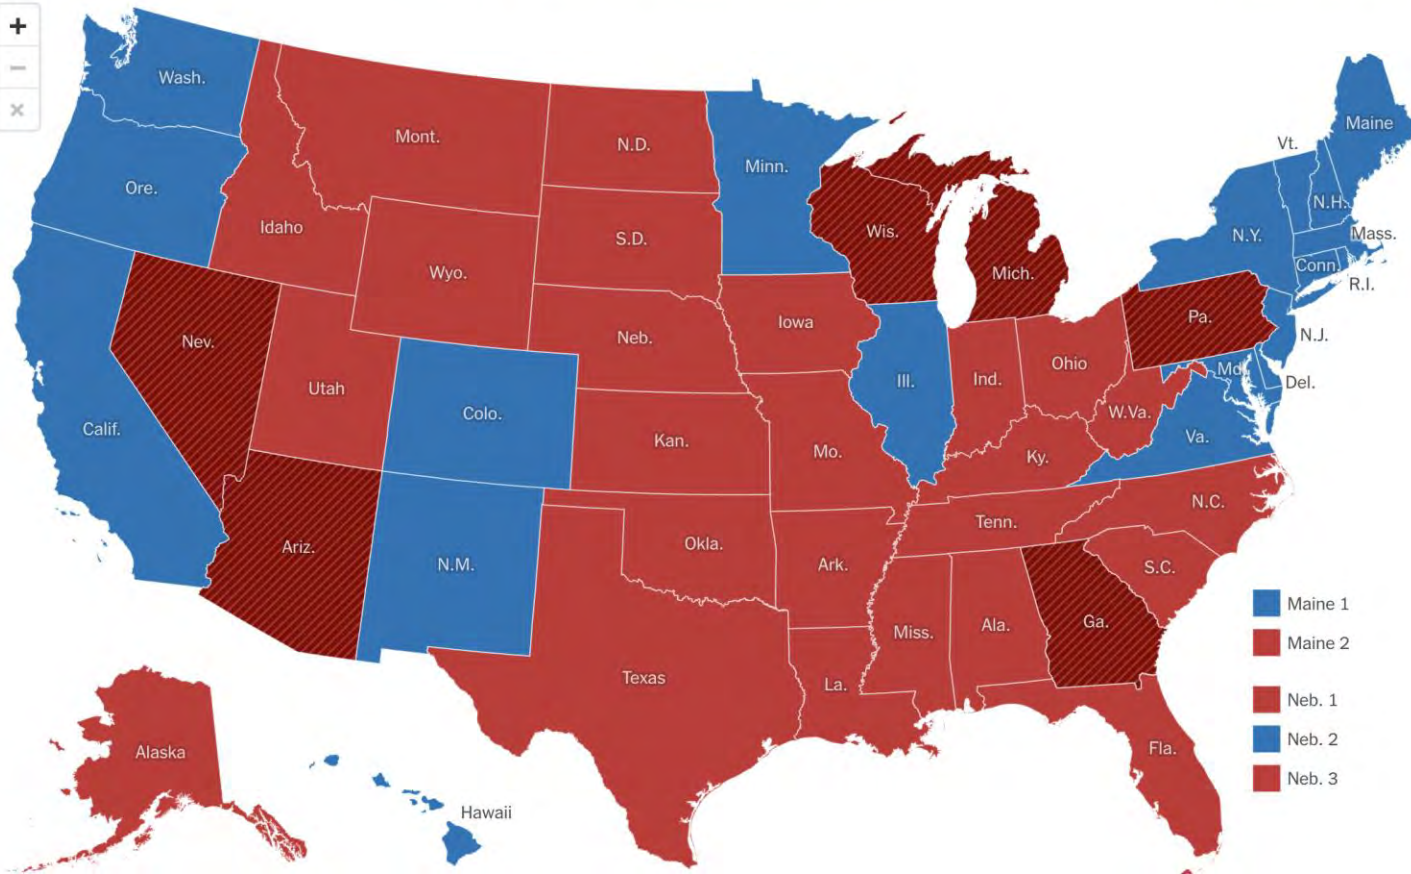 +
−
×
Wash.
Ore.
Calif.
Nev.
Idaho
Mont.
Wyo.
Utah
Ariz.
Colo.
N.M.
N.D.
S.D.
Neb.
Kan.
Okla.
Texas
Minn.
Iowa
Mo.
Ark.
La.
Wis.
Ill.
Mich.
Ind.
Ohio
Ky.
Tenn.
Miss.
Ala.
Ga.
Fla.
S.C.
N.C.
Va.
W.Va.
Pa.
Md.
Del.
N.J.
N.Y.
Conn.
R.I.
Mass.
N.H.
Vt.
Maine
Alaska
Hawaii
Maine 1
Maine 2
Neb. 1
Neb. 2
Neb. 3